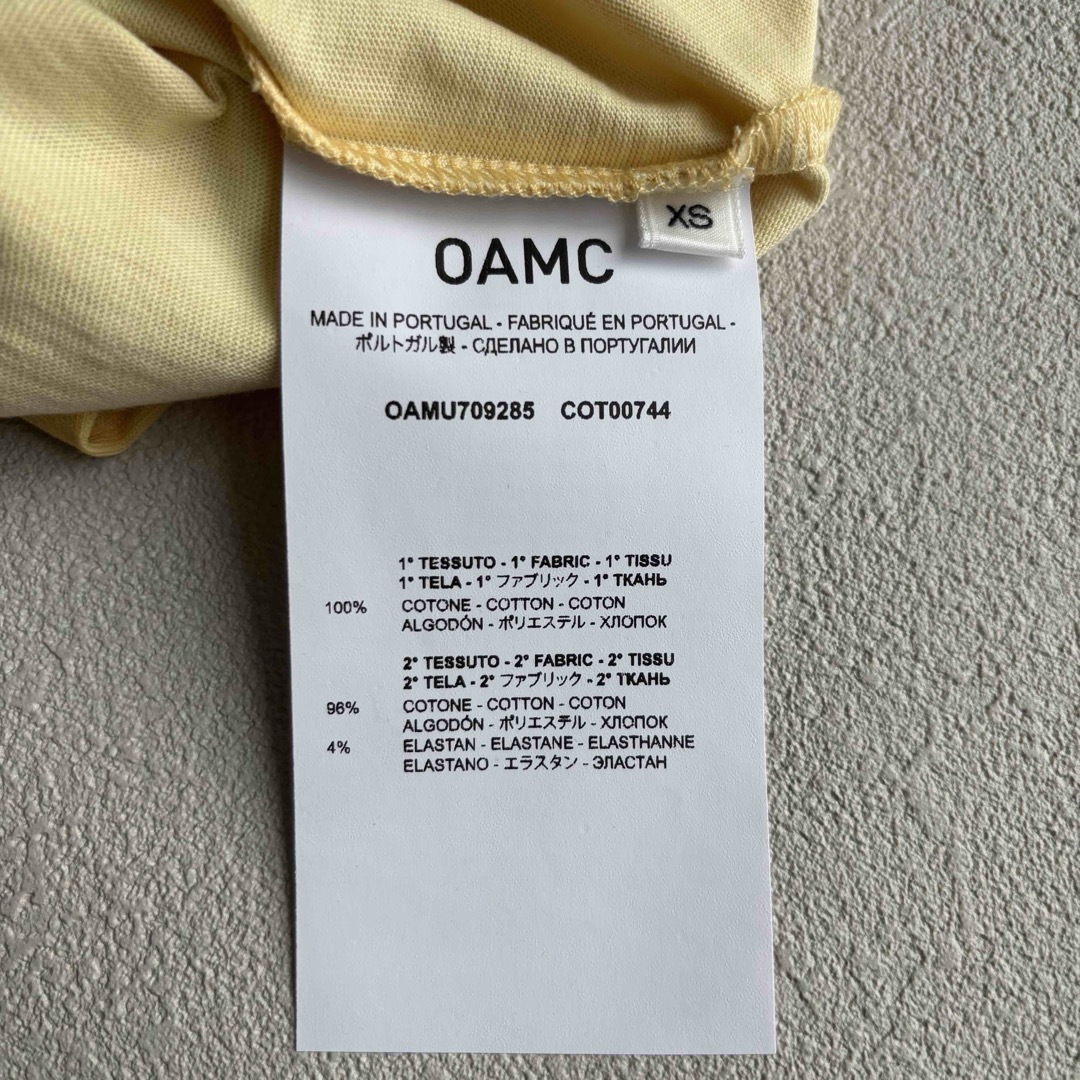 XS
OAMC
MADE IN PORTUGAL - FABRIQUÉ EN PORTUGAL -
ポルトガル製 - СДЕЛАНО В ПОРТУГАЛИИ
OAMU709285 COT00744
1° TESSUTO - 1° FABRIC - 1° TISSU
1° TELA - 1° ファブリック - 1° ТКАНЬ
100% COTONE - COTTON - COTON
ALGODÓN - ポリエステル - ХЛОПОК
2° TESSUTO - 2° FABRIC - 2° TISSU
2° TELA - 2° ファブリック - 2° ТКАНЬ
96% COTONE - COTTON - COTON
ALGODÓN - ポリエステル - ХЛОПОК
4% ELASTAN - ELASTANE - ELASTHANNE
ELASTANO - エラスタン - ЭЛАСТАН